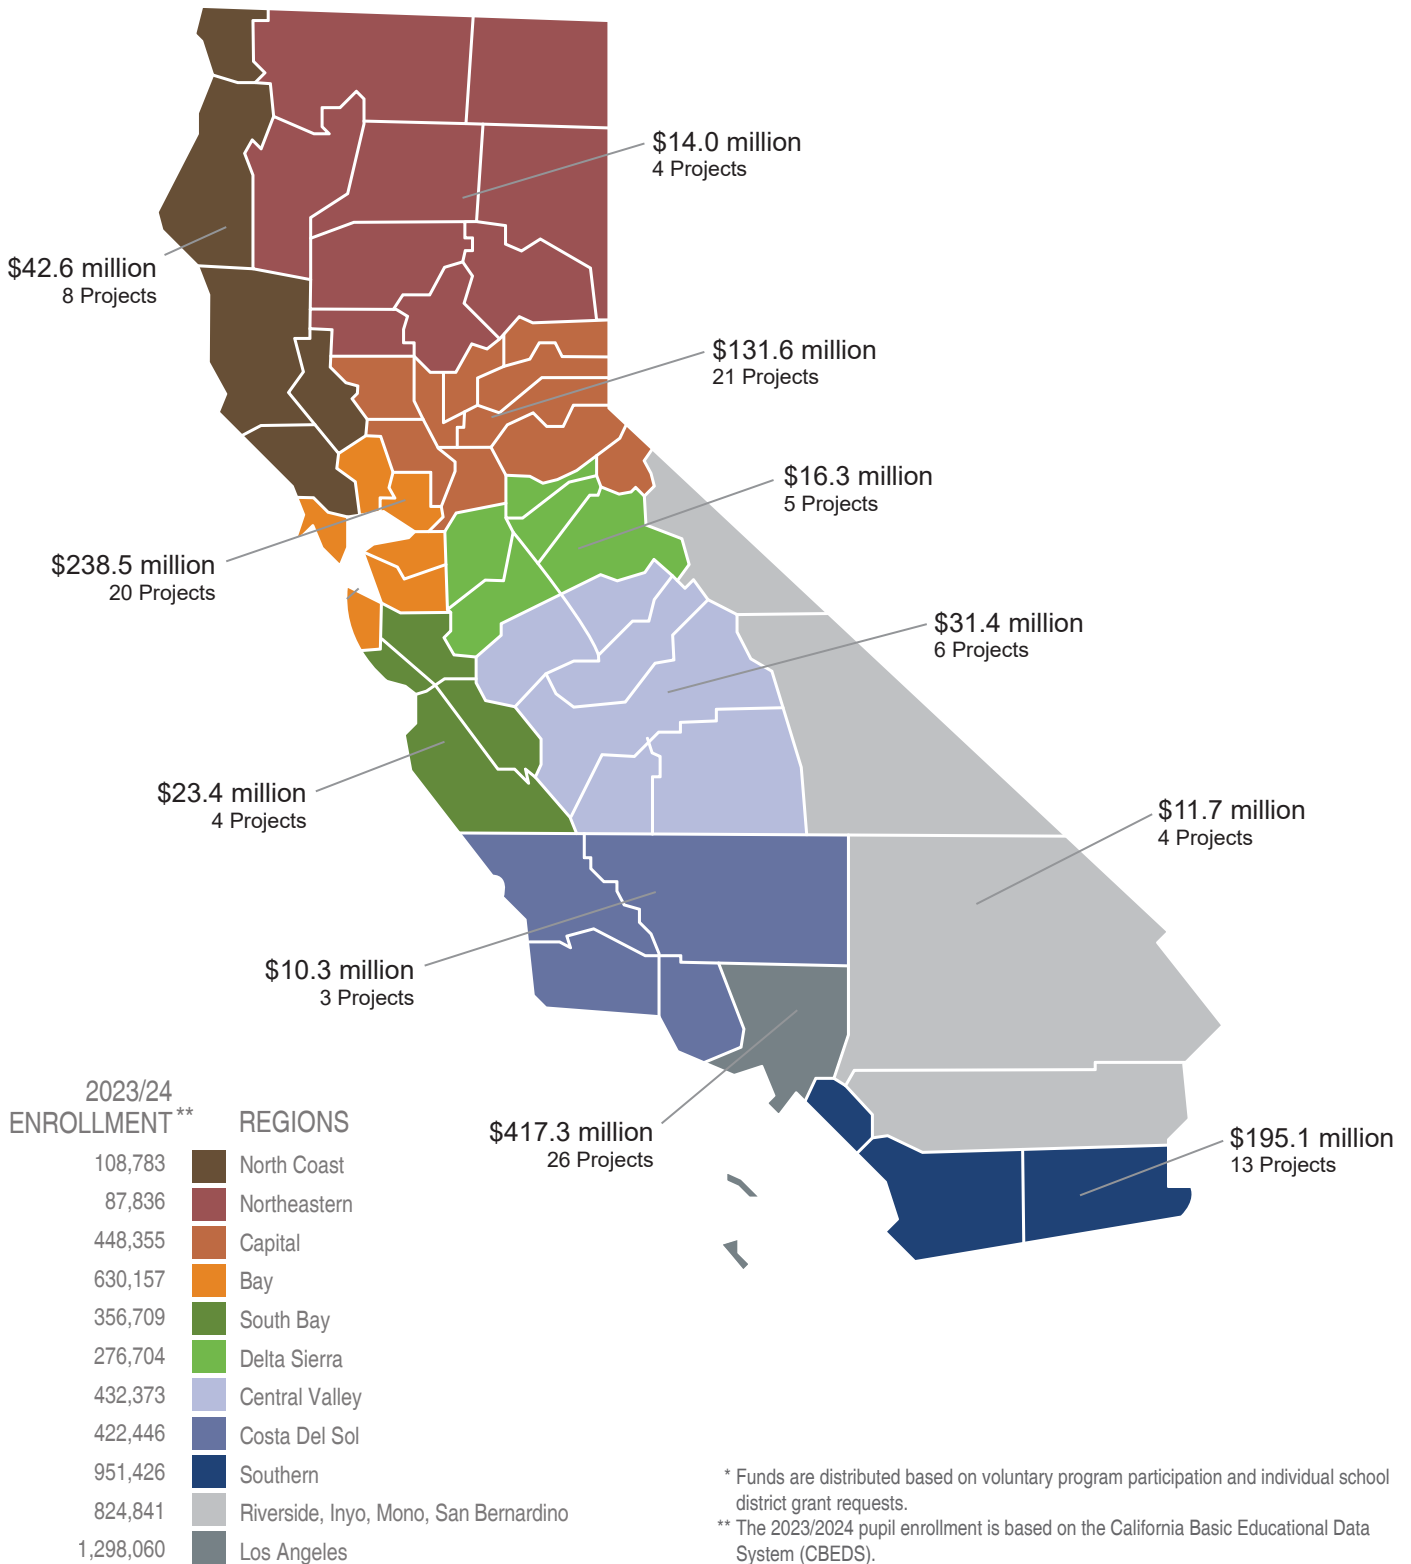 $14.0 million
4 Projects
$42.6 million
8 Projects
$131.6 million
21 Projects
$16.3 million
5 Projects
$238.5 million
20 Projects
$31.4 million
6 Projects
$23.4 million
4 Projects
$11.7 million
4 Projects
$10.3 million
3 Projects
$417.3 million
26 Projects
$195.1 million
13 Projects
2023/24
ENROLLMENT** REGIONS
108,783 North Coast
87,836 Northeastern
448,355 Capital
630,157 Bay
356,709 South Bay
276,704 Delta Sierra
432,373 Central Valley
422,446 Costa Del Sol
951,426 Southern
824,841 Riverside, Inyo, Mono, San Bernardino
1,298,060 Los Angeles
* Funds are distributed based on voluntary program participation and individual school
district grant requests.
** The 2023/2024 pupil enrollment is based on the California Basic Educational Data
System (CBEDS).